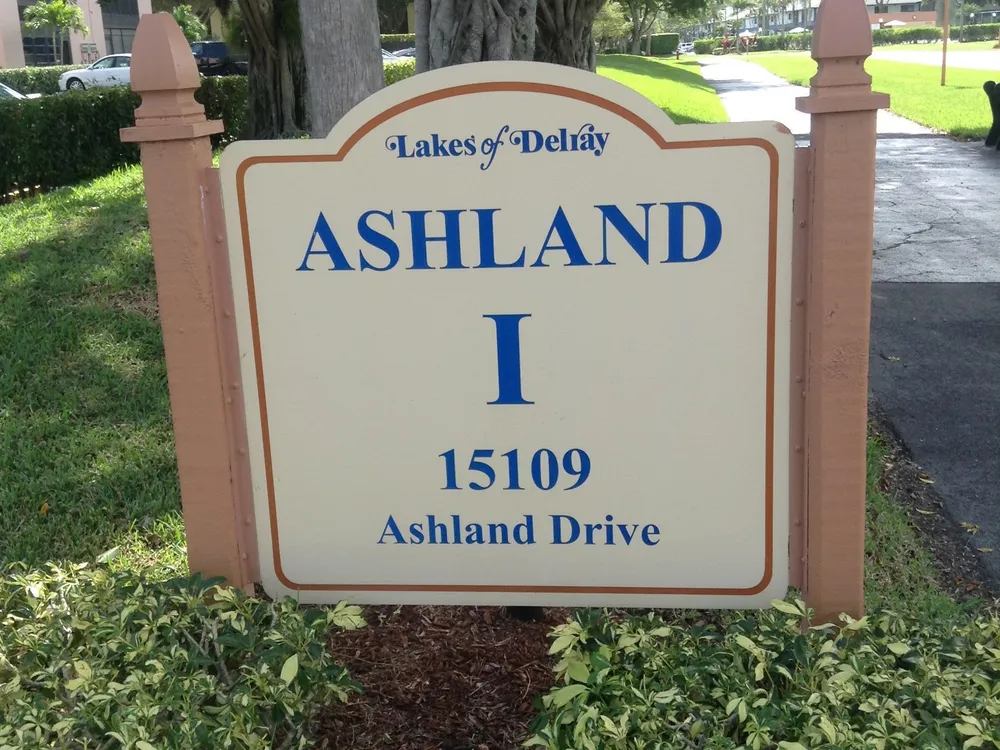 Lakes of Delray
ASHLAND
I
15109
Ashland Drive